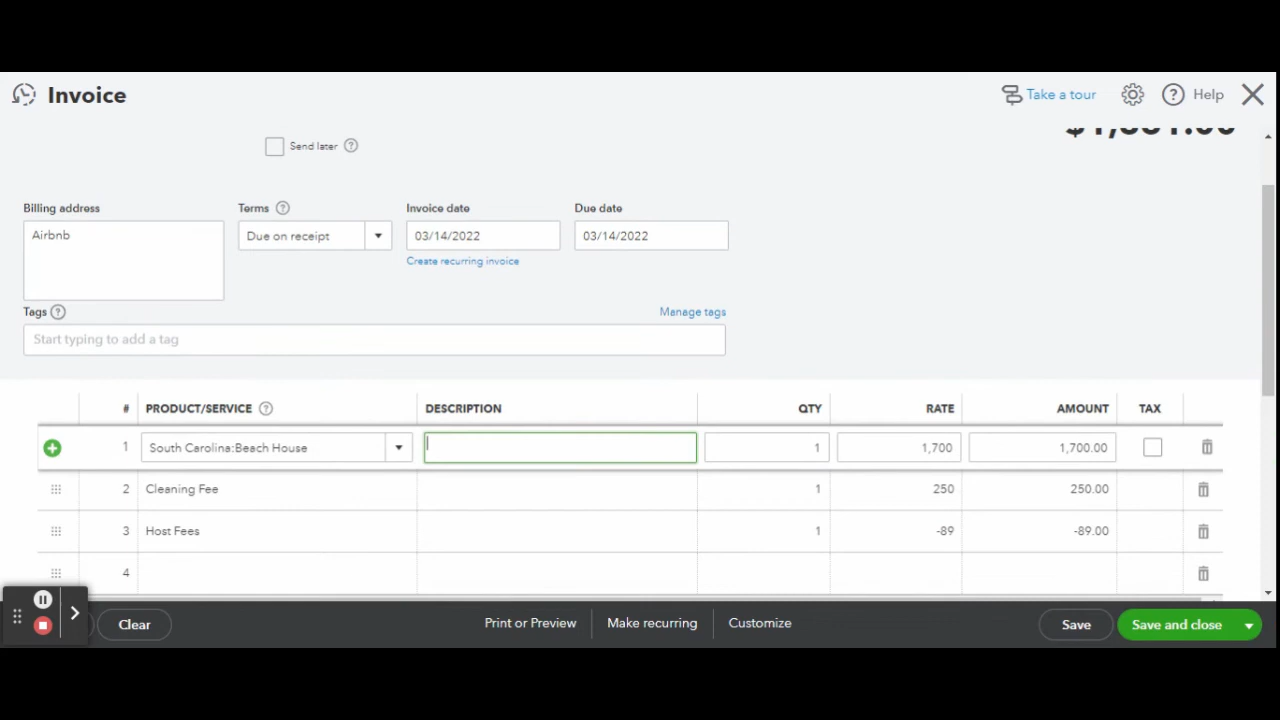 Invoice
Take a tour
Help
Send later
$1,861.00
Billing address
Terms
Invoice date
Due date
Airbnb
Due on receipt
03/14/2022
03/14/2022
Create recurring invoice
Tags
Manage tags
Start typing to add a tag
# PRODUCT/SERVICE DESCRIPTION QTY RATE AMOUNT TAX
1 South Carolina:Beach House 1 1,700 1,700.00
2 Cleaning Fee 1 250 250.00
3 Host Fees 1 -89 -89.00
4
Clear
Print or Preview
Make recurring
Customize
Save
Save and close